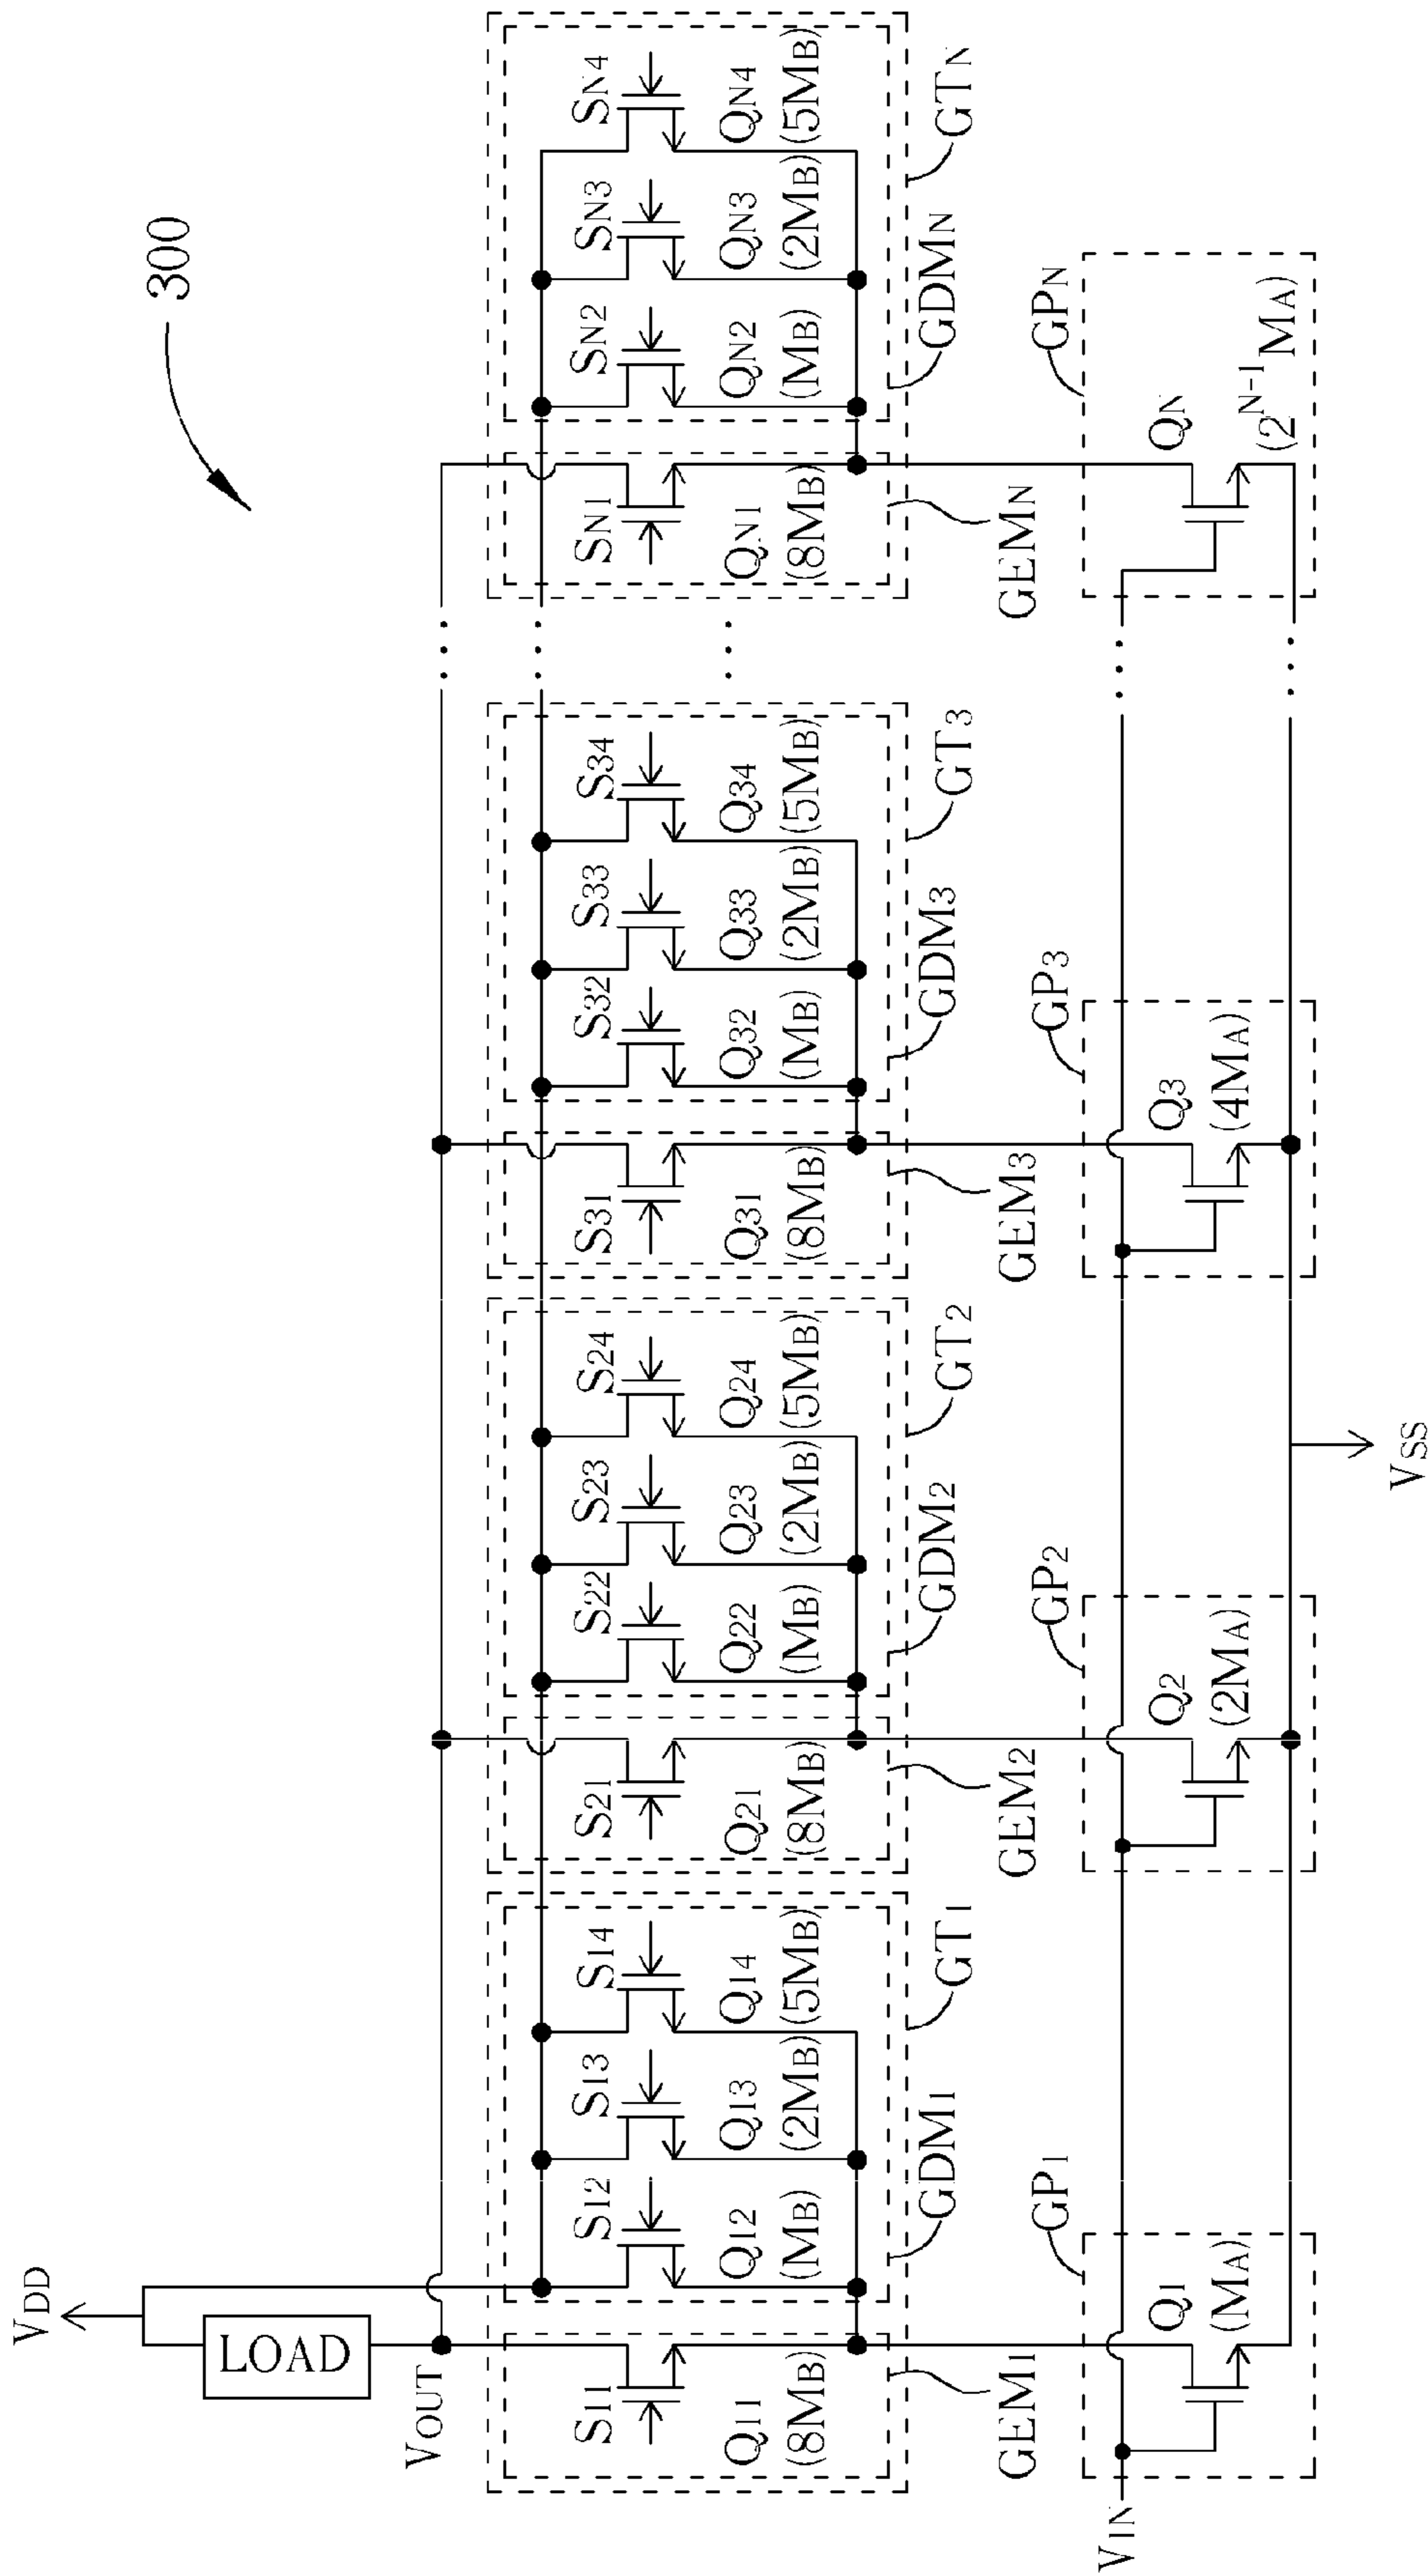 300
VDD
LOAD
VOUT
S11
S12
S13
S14
S21
S22
S23
S24
S31
S32
S33
S34
...
...
SN1
SN2
SN3
SN4
Q11
(8MB)
Q12
(MB)
Q13
(2MB)
Q14
(5MB)
Q21
(8MB)
Q22
(MB)
Q23
(2MB)
Q24
(5MB)
Q31
(8MB)
Q32
(MB)
Q33
(2MB)
Q34
(5MB)
...
QN1
(8MB)
QN2
(MB)
QN3
(2MB)
QN4
(5MB)
GEM1
GDM1
GT1
GEM2
GDM2
GT2
GEM3
GDM3
GT3
GEMN
GDMN
GTN
GP1
GP2
GP3
GPN
VIN
...
Q1
(MA)
Q2
(2MA)
Q3
(4MA)
QN
(2^N-1 MA)
...
VSS